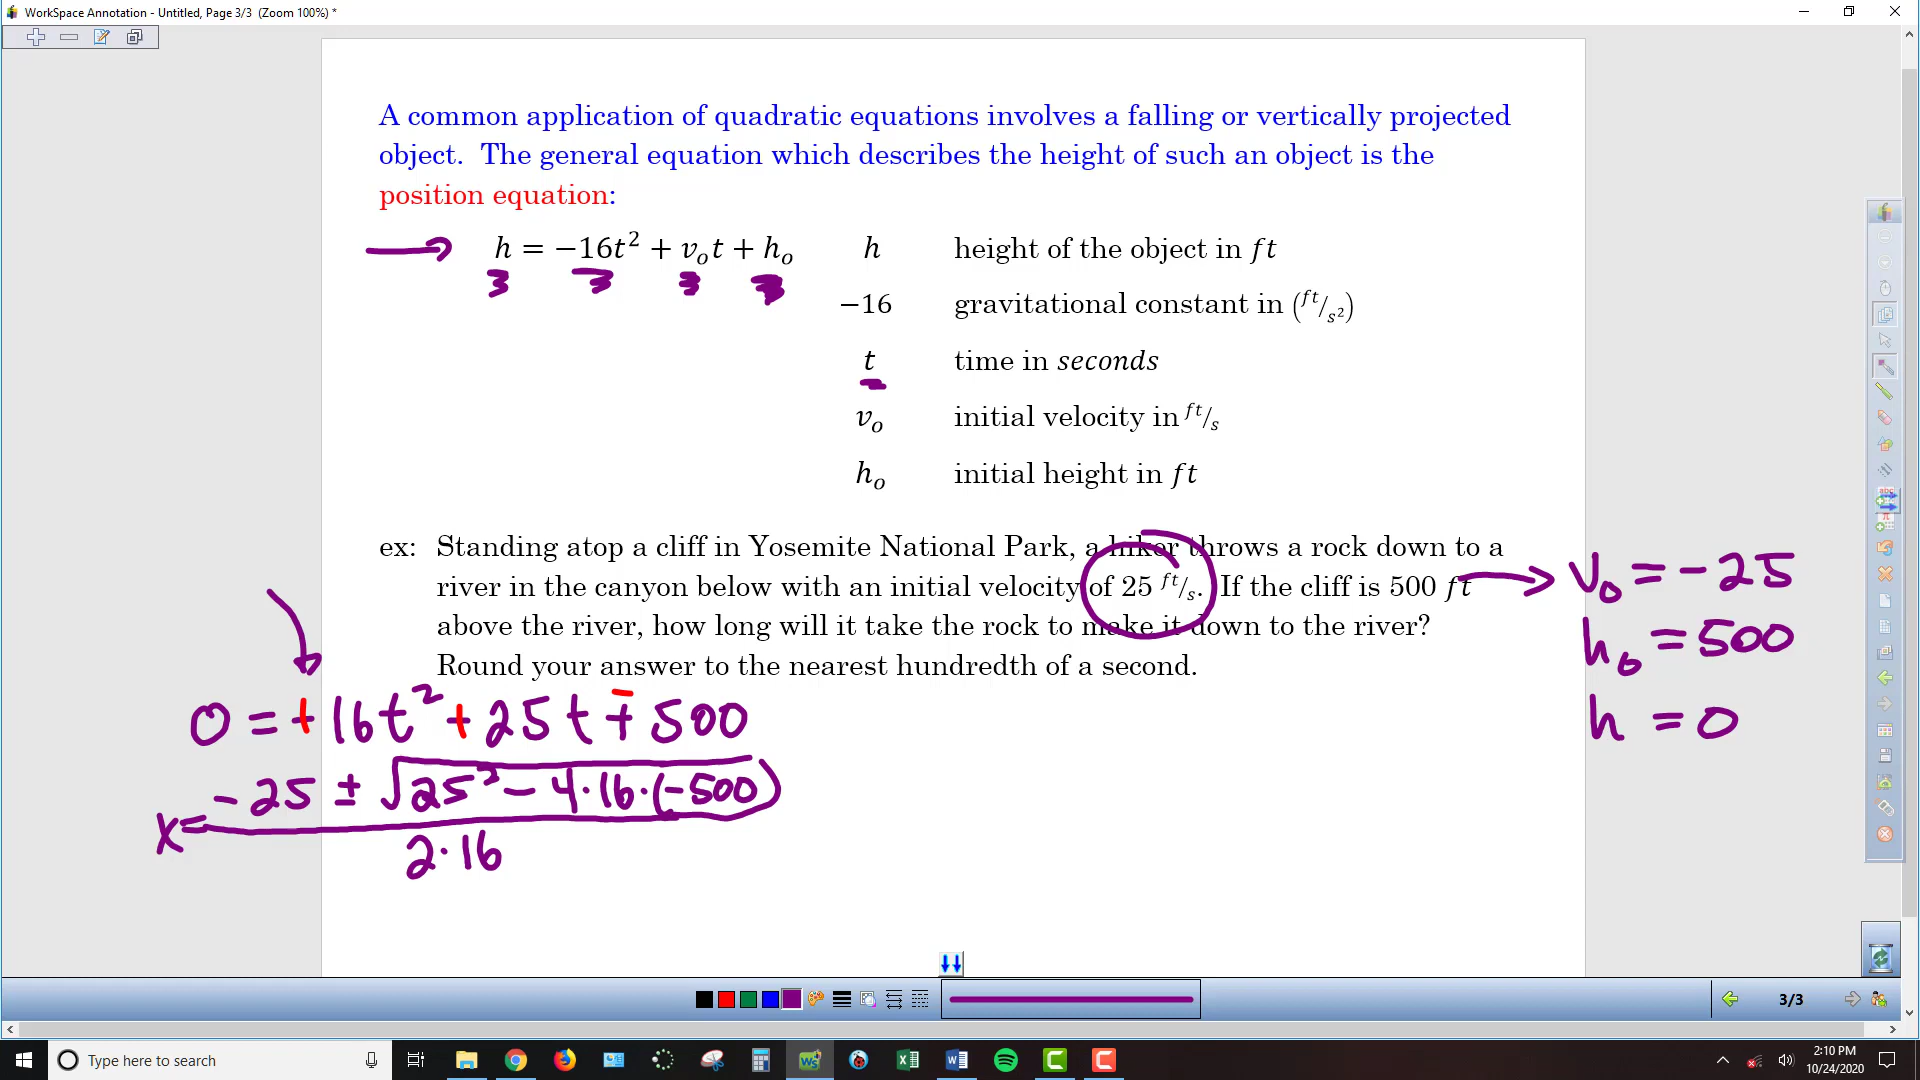 WorkSpace Annotation - Untitled, Page 3/3 (Zoom 100%) *
A common application of quadratic equations involves a falling or vertically projected
object. The general equation which describes the height of such an object is the
position equation:
h = −16t² + vₒt + hₒ
h height of the object in ft
−16 gravitational constant in (ft/s²)
t time in seconds
vₒ initial velocity in ft/s
hₒ initial height in ft
ex: Standing atop a cliff in Yosemite National Park, a hiker throws a rock down to a
river in the canyon below with an initial velocity of 25 ft/s. If the cliff is 500 ft
above the river, how long will it take the rock to make it down to the river?
Round your answer to the nearest hundredth of a second.
v₀ = -25
h₀ = 500
h = 0
0 = +16t² + 25t - 500
x = (-25 ± √(25² - 4·16·(-500)))/(2·16)
3/3
Type here to search
2:10 PM
10/24/2020